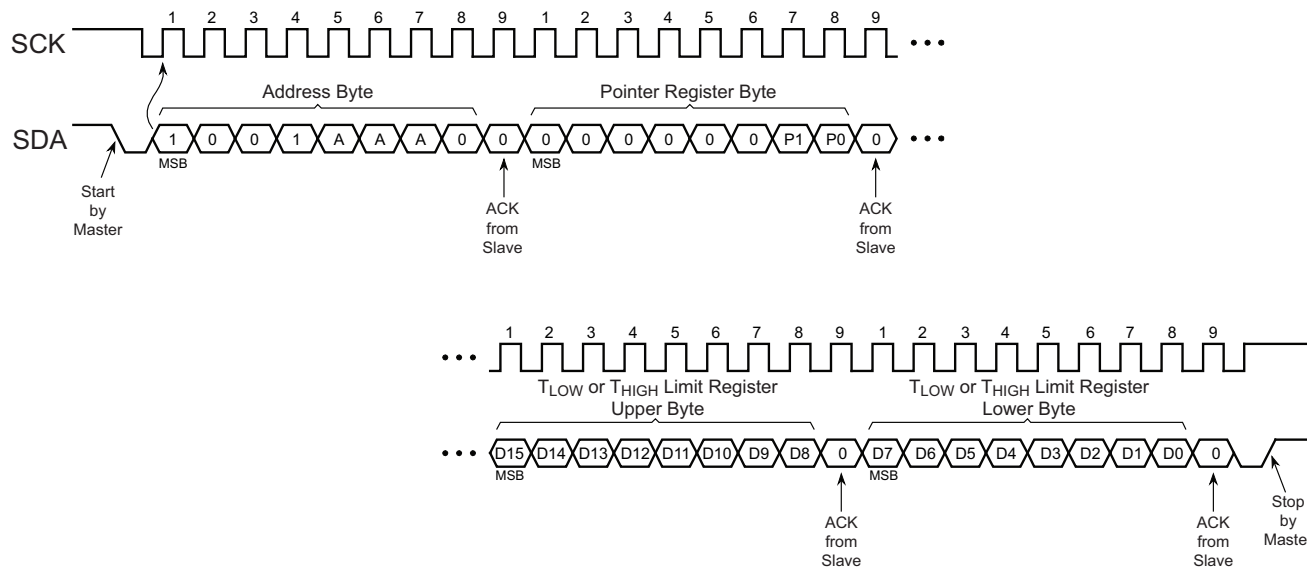 1 2 3 4 5 6 7 8 9 1 2 3 4 5 6 7 8 9
SCK
Address Byte Pointer Register Byte
SDA 1 0 0 1 A A A 0 0 0 0 0 0 0 0 P1 P0 0
MSB MSB
Start
by
Master
ACK
from
Slave
ACK
from
Slave
1 2 3 4 5 6 7 8 9 1 2 3 4 5 6 7 8 9
TLOW or THIGH Limit Register
Upper Byte
TLOW or THIGH Limit Register
Lower Byte
D15 D14 D13 D12 D11 D10 D9 D8 0 D7 D6 D5 D4 D3 D2 D1 D0 0
MSB MSB
ACK
from
Slave
ACK
from
Slave
Stop
by
Master